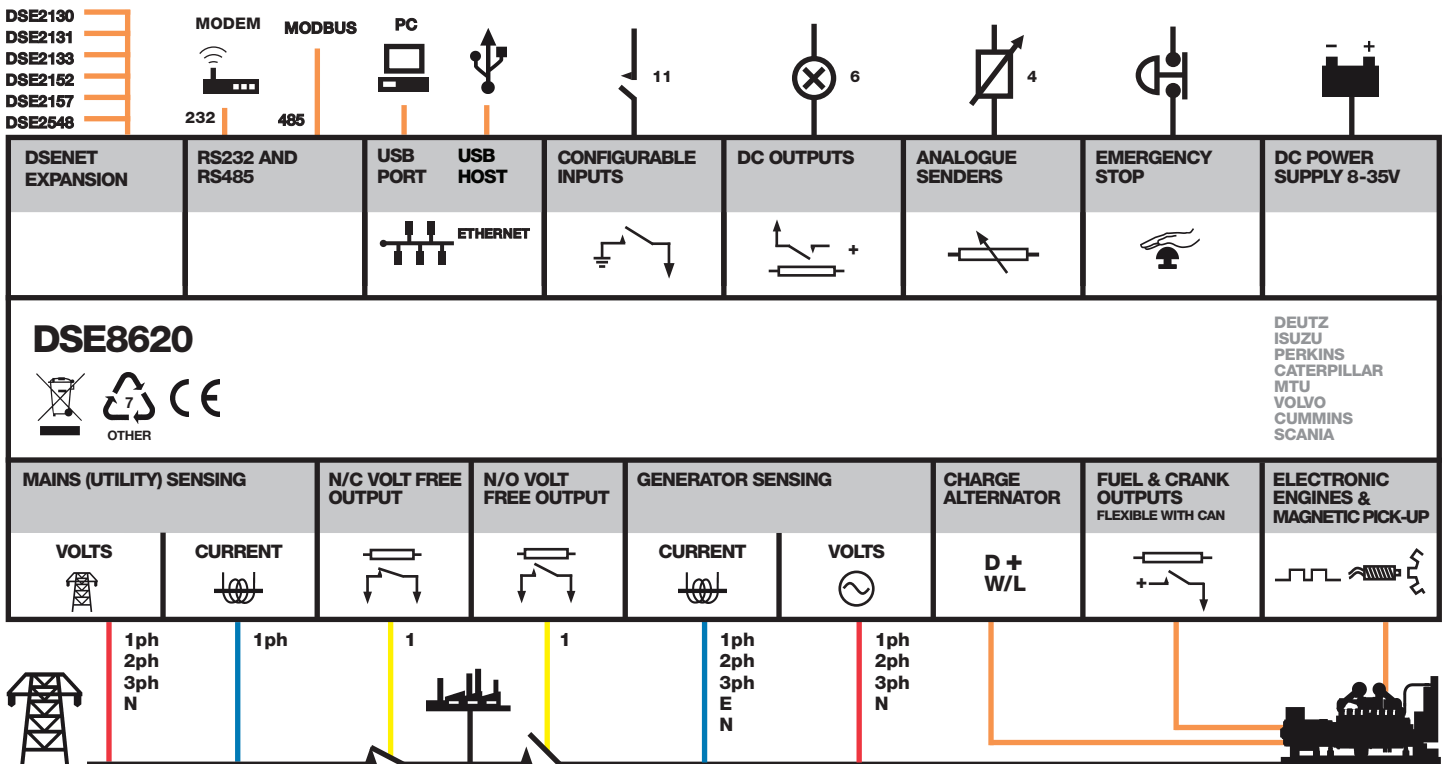 DSE2130
DSE2131
DSE2133
DSE2152
DSE2157
DSE2548
MODEM
232
MODBUS
485
PC
11
6
4
- +
DSENET
EXPANSION
RS232 AND
RS485
USB
PORT
USB
HOST
ETHERNET
CONFIGURABLE
INPUTS
DC OUTPUTS
+
ANALOGUE
SENDERS
EMERGENCY
STOP
DC POWER
SUPPLY 8-35V
DSE8620
7
OTHER
CE
DEUTZ
ISUZU
PERKINS
CATERPILLAR
MTU
VOLVO
CUMMINS
SCANIA
MAINS (UTILITY) SENSING
VOLTS
CURRENT
N/C VOLT FREE
OUTPUT
N/O VOLT
FREE OUTPUT
GENERATOR SENSING
CURRENT
VOLTS
CHARGE
ALTERNATOR
D +
W/L
FUEL & CRANK
OUTPUTS
FLEXIBLE WITH CAN
+
ELECTRONIC
ENGINES &
MAGNETIC PICK-UP
1ph
2ph
3ph
N
1ph
1
1
1ph
2ph
3ph
E
N
1ph
2ph
3ph
N